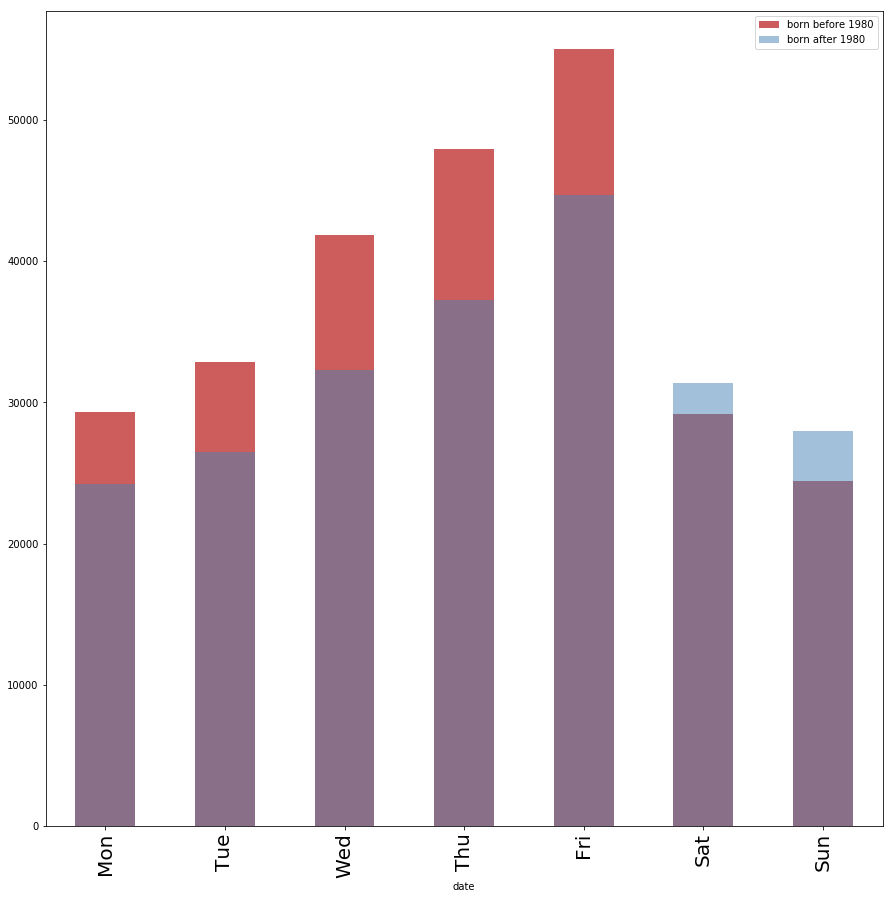 born before 1980
born after 1980
50000
40000
30000
20000
10000
0
Mon
Tue
Wed
Thu
Fri
Sat
Sun
date